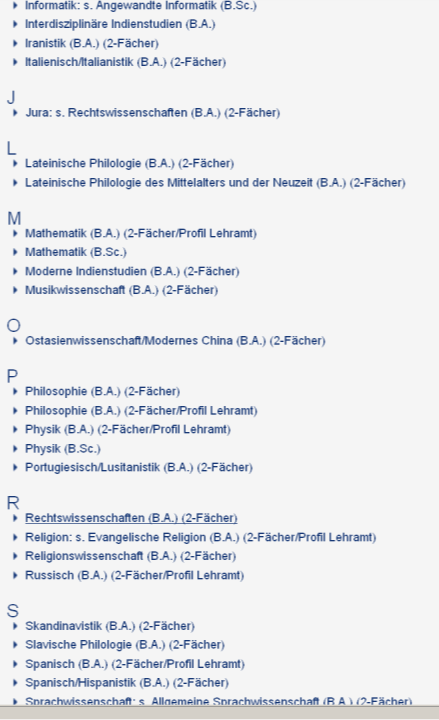 Informatik: s. Angewandte Informatik (B.Sc.)
Interdisziplinäre Indienstudien (B.A.)
Iranistik (B.A.) (2-Fächer)
Italienisch/Italianistik (B.A.) (2-Fächer)
J
Jura: s. Rechtswissenschaften (B.A.) (2-Fächer)
L
Lateinische Philologie (B.A.) (2-Fächer)
Lateinische Philologie des Mittelalters und der Neuzeit (B.A.) (2-Fächer)
M
Mathematik (B.A.) (2-Fächer/Profil Lehramt)
Mathematik (B.Sc.)
Moderne Indienstudien (B.A.) (2-Fächer)
Musikwissenschaft (B.A.) (2-Fächer)
O
Ostasienwissenschaft/Modernes China (B.A.) (2-Fächer)
P
Philosophie (B.A.) (2-Fächer)
Philosophie (B.A.) (2-Fächer/Profil Lehramt)
Physik (B.A.) (2-Fächer/Profil Lehramt)
Physik (B.Sc.)
Portugiesisch/Lusitanistik (B.A.) (2-Fächer)
R
Rechtswissenschaften (B.A.) (2-Fächer)
Religion: s. Evangelische Religion (B.A.) (2-Fächer/Profil Lehramt)
Religionswissenschaft (B.A.) (2-Fächer)
Russisch (B.A.) (2-Fächer/Profil Lehramt)
S
Skandinavistik (B.A.) (2-Fächer)
Slavische Philologie (B.A.) (2-Fächer)
Spanisch (B.A.) (2-Fächer/Profil Lehramt)
Spanisch/Hispanistik (B.A.) (2-Fächer)
Sprachwissenschaft: s. Allgemeine Sprachwissenschaft (B.A.) (2-Fächer)